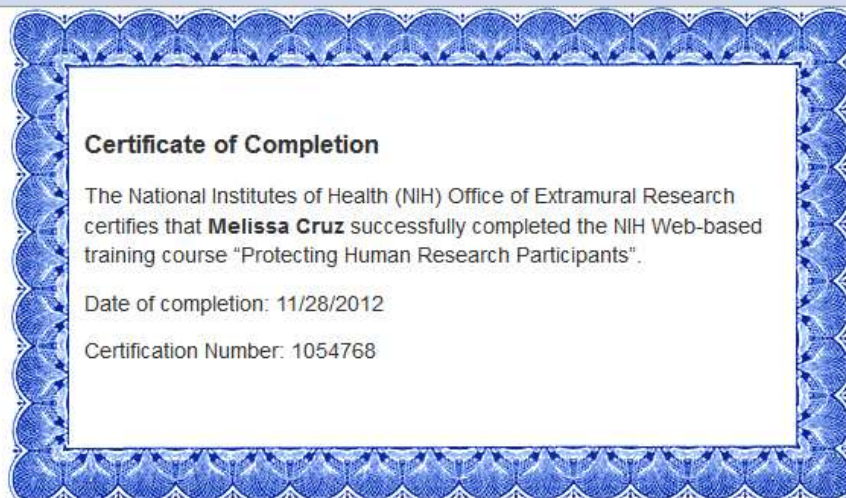 Certificate of Completion
The National Institutes of Health (NIH) Office of Extramural Research
certifies that Melissa Cruz successfully completed the NIH Web-based
training course “Protecting Human Research Participants”.
Date of completion: 11/28/2012
Certification Number: 1054768